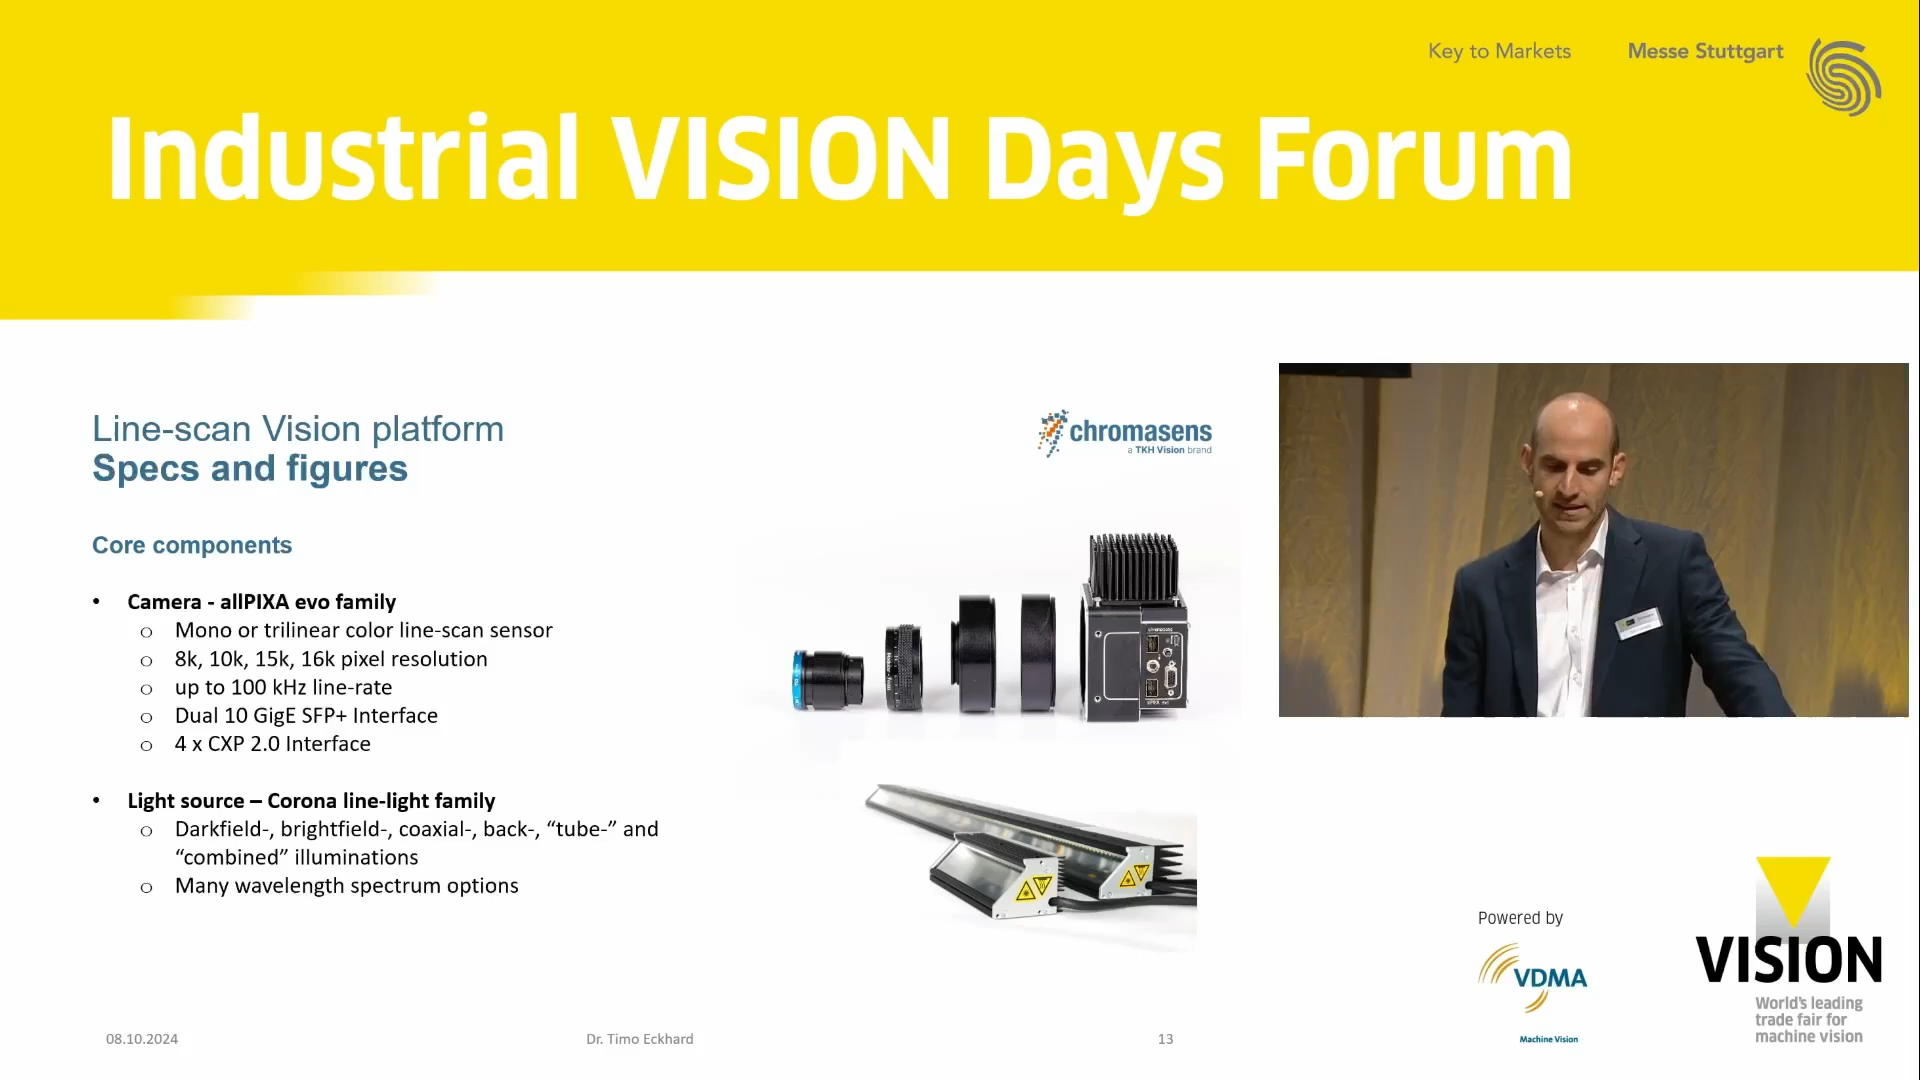 Key to Markets
Messe Stuttgart
Industrial VISION Days Forum
Line-scan Vision platform
Specs and figures
chromasens
a TKH Vision brand
Core components
• Camera - allPIXA evo family
o Mono or trilinear color line-scan sensor
o 8k, 10k, 15k, 16k pixel resolution
o up to 100 kHz line-rate
o Dual 10 GigE SFP+ Interface
o 4 x CXP 2.0 Interface
• Light source – Corona line-light family
o Darkfield-, brightfield-, coaxial-, back-, “tube-” and
“combined” illuminations
o Many wavelength spectrum options
Powered by
VDMA
Machine Vision
VISION
World's leading
trade fair for
machine vision
08.10.2024
Dr. Timo Eckhard
13